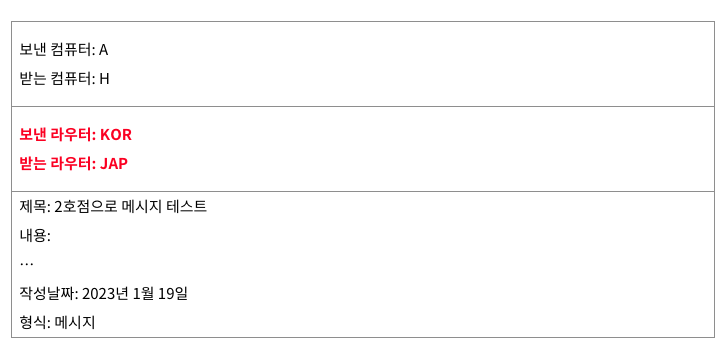 보낸 컴퓨터: A
받는 컴퓨터: H
보낸 라우터: KOR
받는 라우터: JAP
제목: 2호점으로 메시지 테스트
내용:
…
작성날짜: 2023년 1월 19일
형식: 메시지